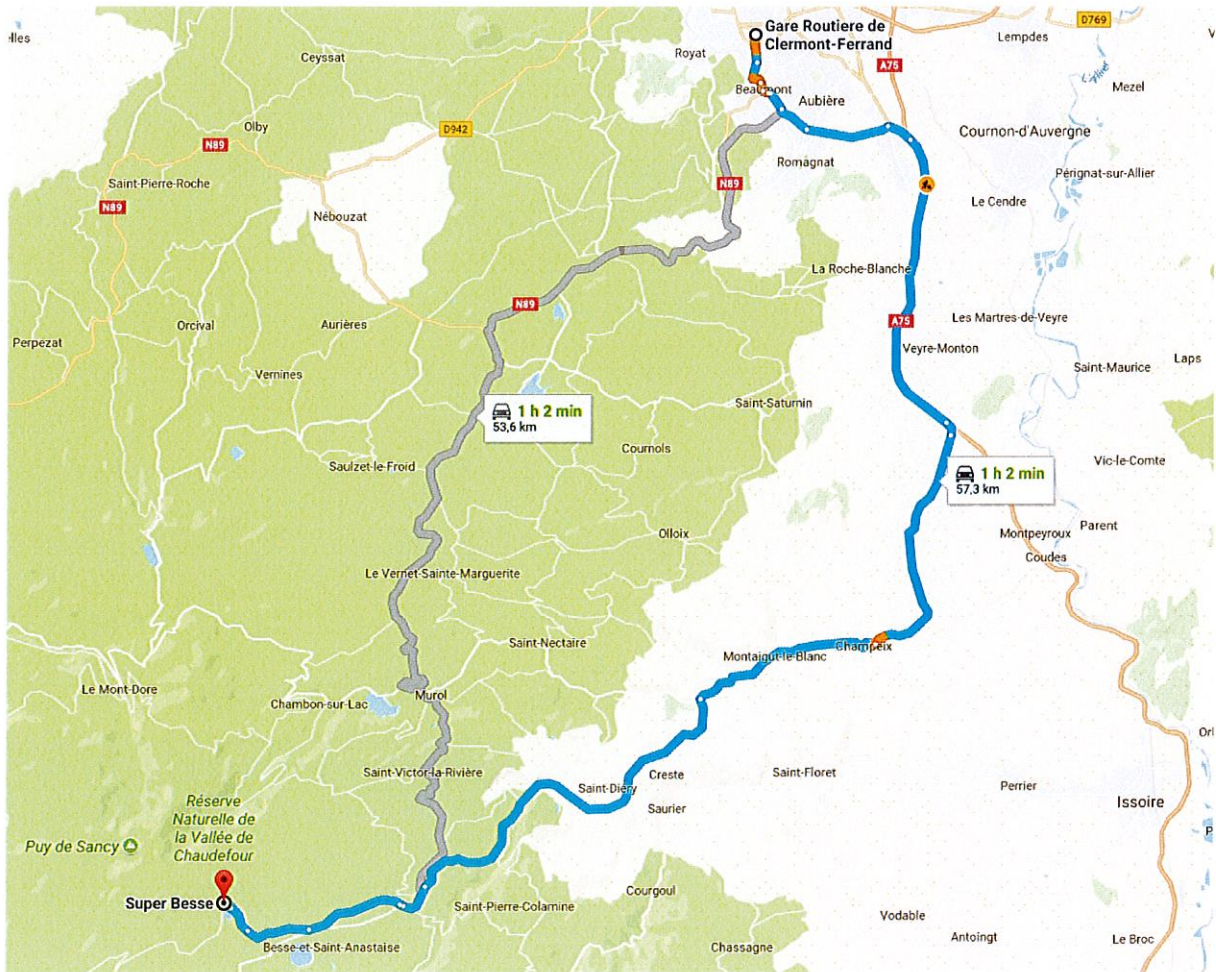 D769
Gare Routiere de
Clermont-Ferrand
Lempdes
Royat
Ceyssat
A75
Mezel
Beaumont
Aubière
Olby
D942
Cournon-d'Auvergne
N89
Romagnat
Pérignat-sur-Allier
Saint-Pierre-Roche
N89
N89
Le Cendre
Nébouzat
La Roche-Blanche
N89
Les Martres-de-Veyre
A75
Orcival
Aurières
Perpezat
Veyre-Monton
Laps
Saint-Maurice
Vernines
Saint-Saturnin
1 h 2 min
53,6 km
Cournols
Vic-le-Comte
Saulzet-le-Froid
1 h 2 min
57,3 km
Parent
Olloix
Montpeyroux
Coudes
Le Vernet-Sainte-Marguerite
Saint-Nectaire
Champeix
Montaigut-le-Blanc
Le Mont-Dore
Murol
Chambon-sur-Lac
Saint-Victor-la-Rivière
Creste
Saint-Floret
Saint-Diéry
Perrier
Issoire
Saurier
Réserve
Naturelle de
la Vallée de
Chaudefour
Puy de Sancy
Courgoul
Super Besse
Saint-Pierre-Colamine
Vodable
Antoingt
Le Broc
Besse-et-Saint-Anastaise
Chassagne